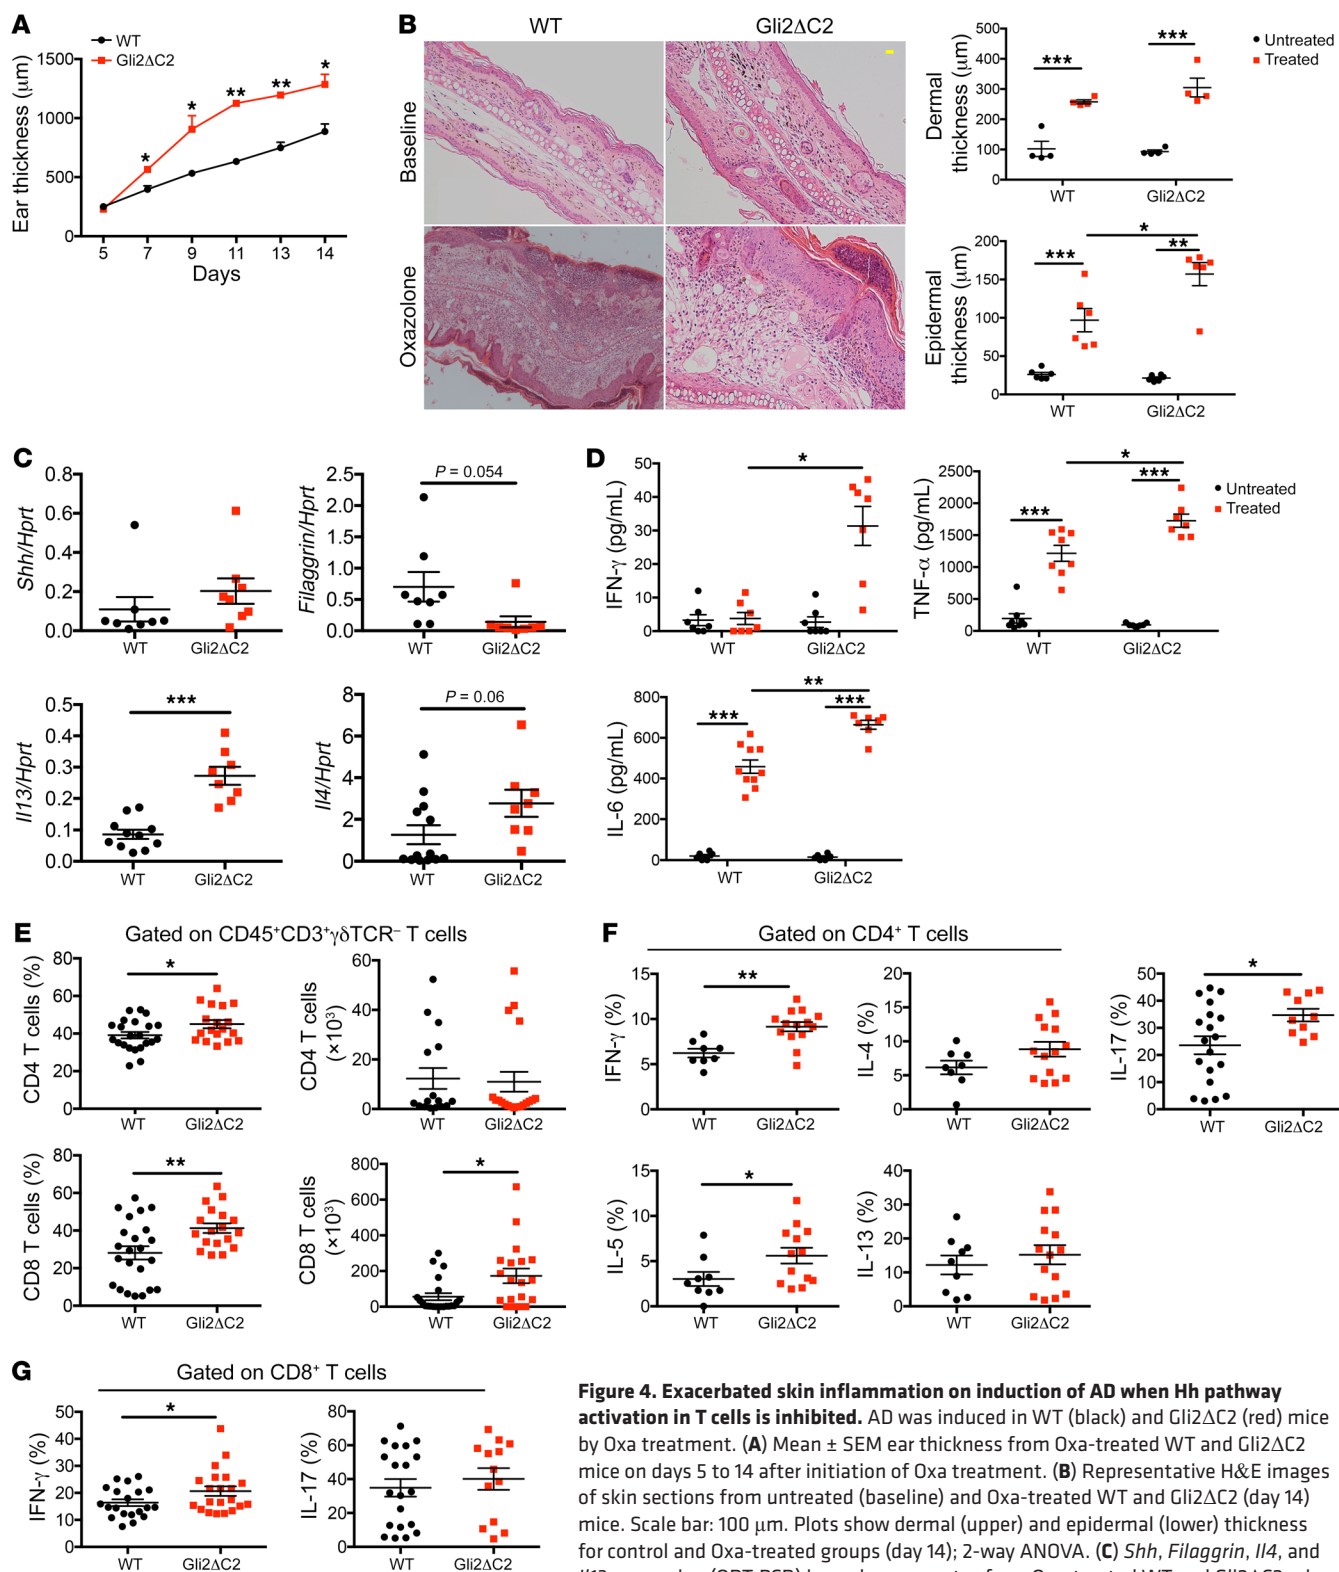 A
WT
Gli2ΔC2
Ear thickness (μm)
1500
1000
500
0
* * ** ** *
5 7 9 11 13 14
Days
B
WT Gli2ΔC2
Baseline
Oxazolone
Dermal
thickness (μm)
500
400
300
200
100
0
*** ***
WT Gli2ΔC2
Untreated
Treated
Epidermal
thickness (μm)
200
150
100
50
0
*
*** **
WT Gli2ΔC2
C
Shh/Hprt
0.8
0.6
0.4
0.2
0.0
WT Gli2ΔC2
Filaggrin/Hprt
2.5
2.0
1.5
1.0
0.5
0.0
P = 0.054
WT Gli2ΔC2
Il13/Hprt
0.5
0.4
0.3
0.2
0.1
0.0
***
WT Gli2ΔC2
Il4/Hprt
8
6
4
2
0
P = 0.06
WT Gli2ΔC2
D
IFN-γ (pg/mL)
50
40
30
20
10
0
*
WT Gli2ΔC2
TNF-α (pg/mL)
2500
2000
1500
1000
500
0
*
*** ***
WT Gli2ΔC2
Untreated
Treated
IL-6 (pg/mL)
800
600
400
200
0
**
*** ***
WT Gli2ΔC2
E
Gated on CD45⁺CD3⁺γδTCR⁻ T cells
CD4 T cells (%)
80
60
40
20
0
*
WT Gli2ΔC2
CD4 T cells
(×10³)
60
40
20
0
WT Gli2ΔC2
CD8 T cells (%)
80
60
40
20
0
**
WT Gli2ΔC2
CD8 T cells
(×10³)
800
600
400
200
0
*
WT Gli2ΔC2
F
Gated on CD4⁺ T cells
IFN-γ (%)
15
10
5
0
**
WT Gli2ΔC2
IL-4 (%)
20
15
10
5
0
WT Gli2ΔC2
IL-17 (%)
50
40
30
20
10
0
*
WT Gli2ΔC2
IL-5 (%)
15
10
5
0
*
WT Gli2ΔC2
IL-13 (%)
40
30
20
10
0
WT Gli2ΔC2
G
Gated on CD8⁺ T cells
IFN-γ (%)
50
40
30
20
10
0
*
WT Gli2ΔC2
IL-17 (%)
80
60
40
20
0
WT Gli2ΔC2
Figure 4. Exacerbated skin inflammation on induction of AD when Hh pathway
activation in T cells is inhibited. AD was induced in WT (black) and Gli2ΔC2 (red) mice
by Oxa treatment. (A) Mean ± SEM ear thickness from Oxa-treated WT and Gli2ΔC2
mice on days 5 to 14 after initiation of Oxa treatment. (B) Representative H&E images
of skin sections from untreated (baseline) and Oxa-treated WT and Gli2ΔC2 (day 14)
mice. Scale bar: 100 μm. Plots show dermal (upper) and epidermal (lower) thickness
for control and Oxa-treated groups (day 14); 2-way ANOVA. (C) Shh, Filaggrin, Il4, and